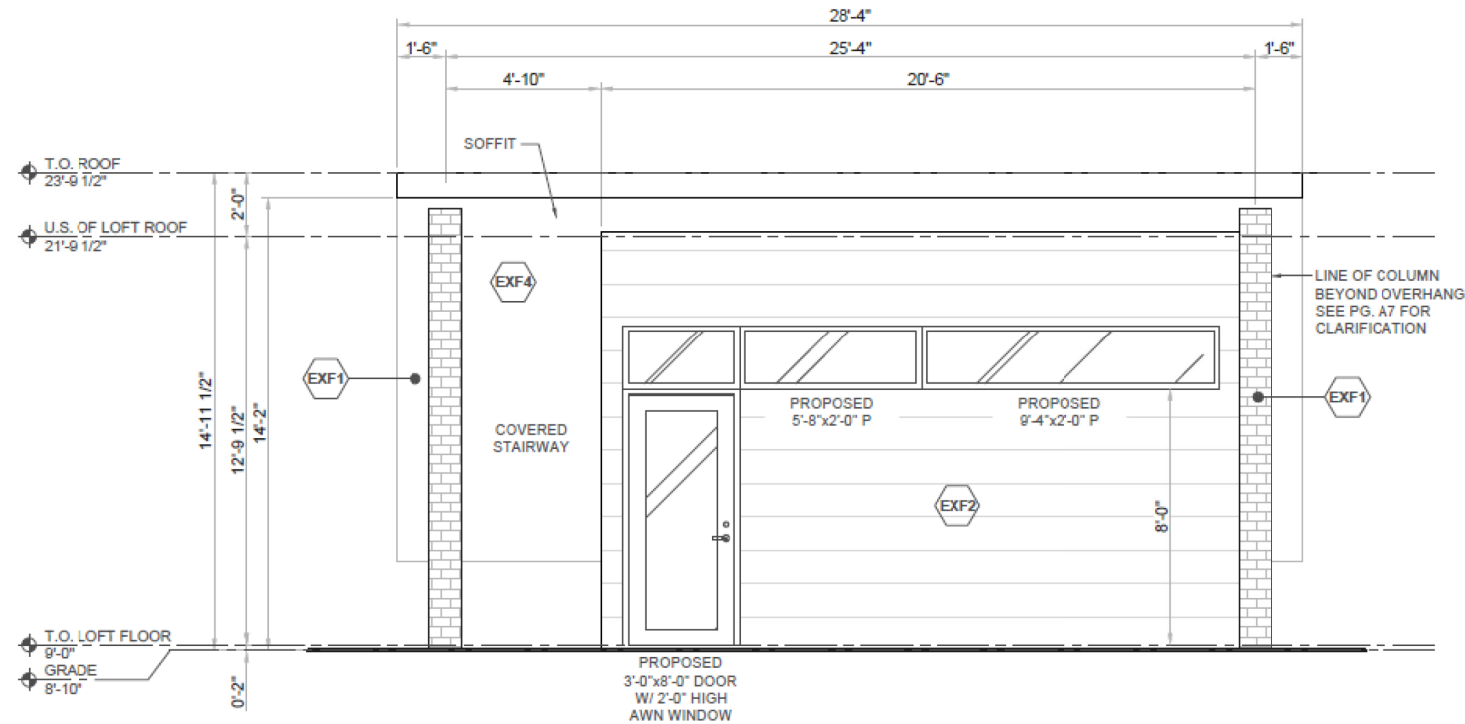 28'-4"
1'-6"
25'-4"
1'-6"
4'-10"
20'-6"
SOFFIT
T.O. ROOF
23'-9 1/2"
2'-0"
U.S. OF LOFT ROOF
21'-9 1/2"
EXF4
LINE OF COLUMN
BEYOND OVERHANG
SEE PG. A7 FOR
CLARIFICATION
EXF1
EXF1
14'-11 1/2"
12'-9 1/2"
14'-2"
PROPOSED
5'-8"x2'-0" P
PROPOSED
9'-4"x2'-0" P
COVERED
STAIRWAY
EXF2
8'-0"
T.O. LOFT FLOOR
9'-0"
GRADE
8'-10"
0'-2"
PROPOSED
3'-0"x8'-0" DOOR
W/ 2'-0" HIGH
AWN WINDOW